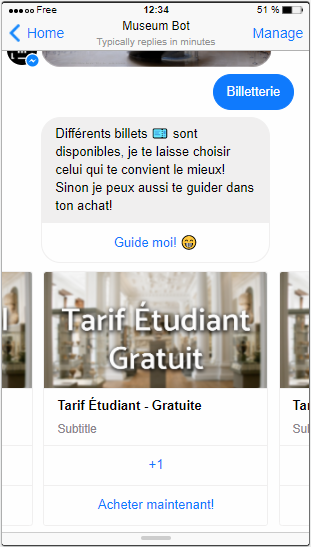 Free 12:34 51 %
Home Museum Bot Manage
Typically replies in minutes
Billetterie
Différents billets 🎫 sont
disponibles, je te laisse choisir
celui qui te convient le mieux!
Sinon je peux aussi te guider dans
ton achat!
Guide moi! 😁
Tarif Étudiant
Gratuit
Tarif Étudiant - Gratuite
Subtitle
+1
Acheter maintenant!